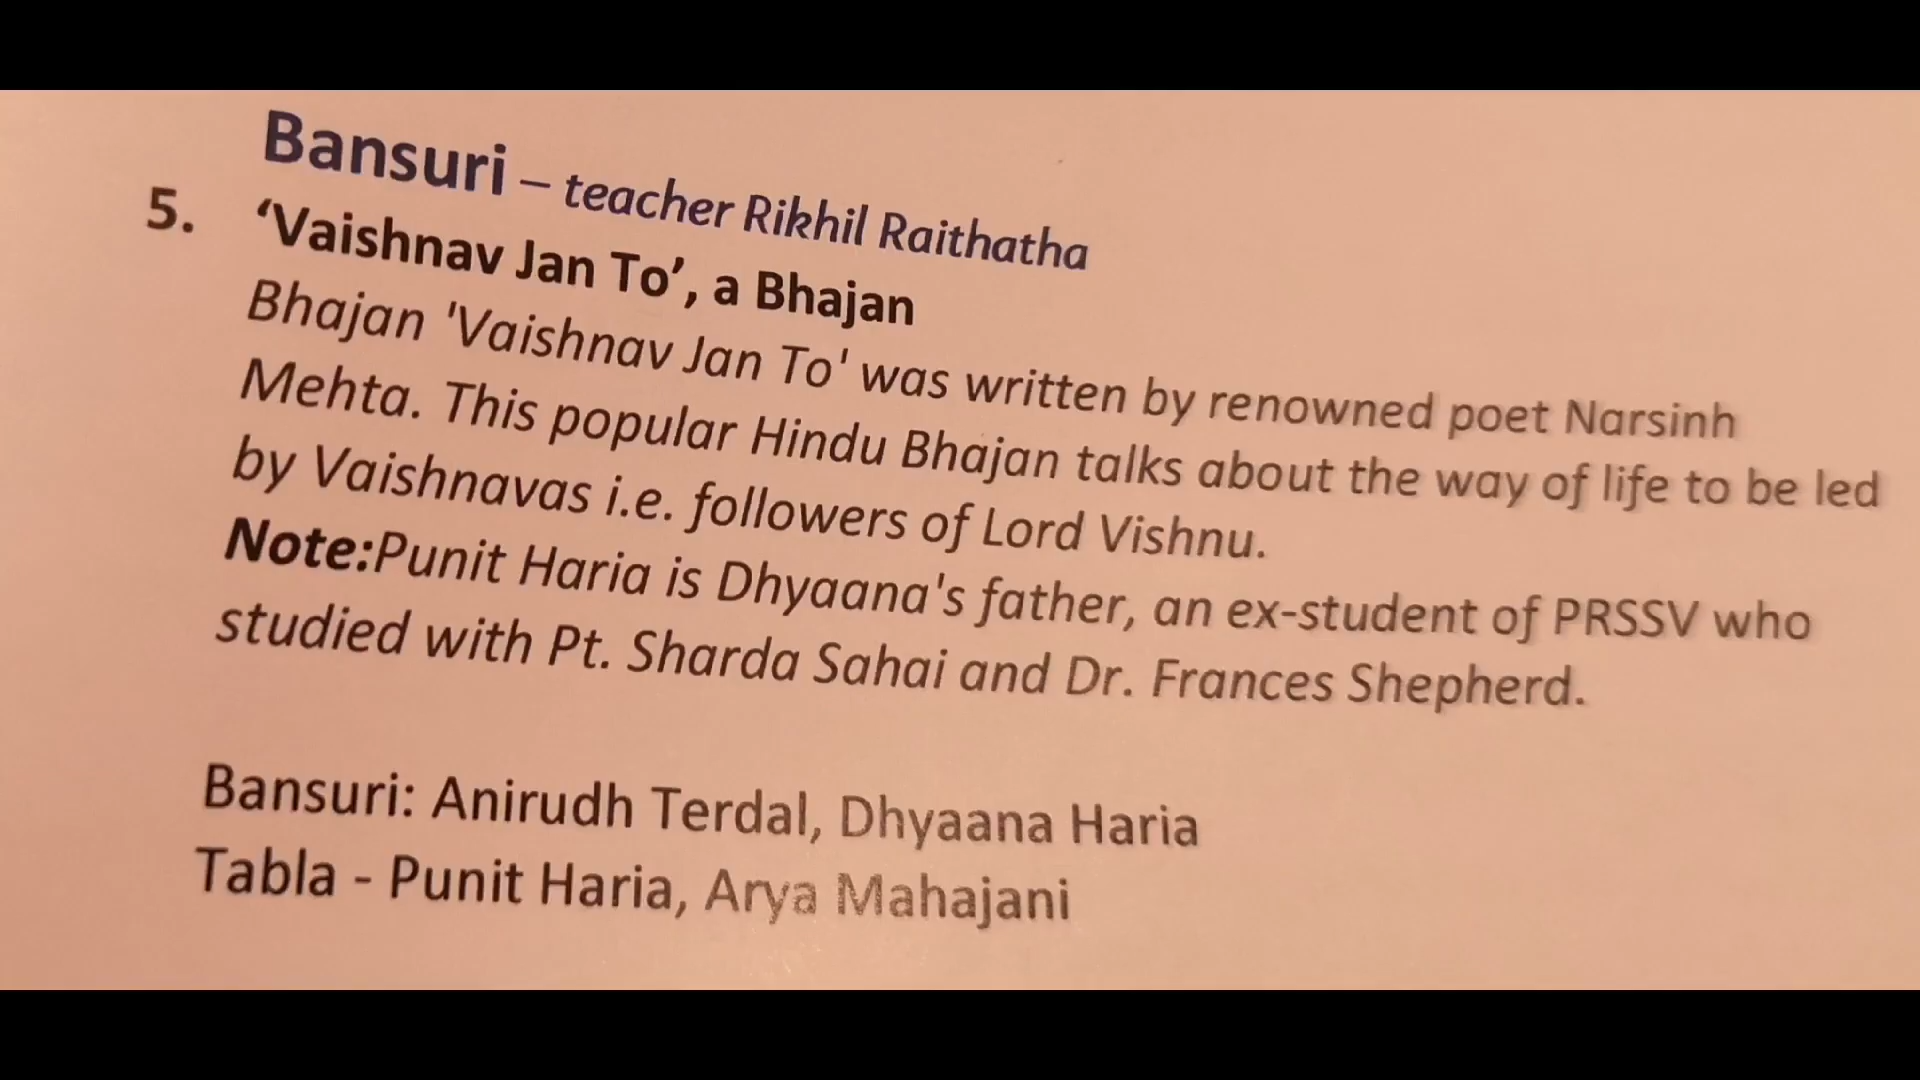 Bansuri – teacher Rikhil Raithatha
5. ‘Vaishnav Jan To’, a Bhajan
Bhajan 'Vaishnav Jan To' was written by renowned poet Narsinh
Mehta. This popular Hindu Bhajan talks about the way of life to be led
by Vaishnavas i.e. followers of Lord Vishnu.
Note:Punit Haria is Dhyaana's father, an ex-student of PRSSV who
studied with Pt. Sharda Sahai and Dr. Frances Shepherd.
Bansuri: Anirudh Terdal, Dhyaana Haria
Tabla - Punit Haria, Arya Mahajani